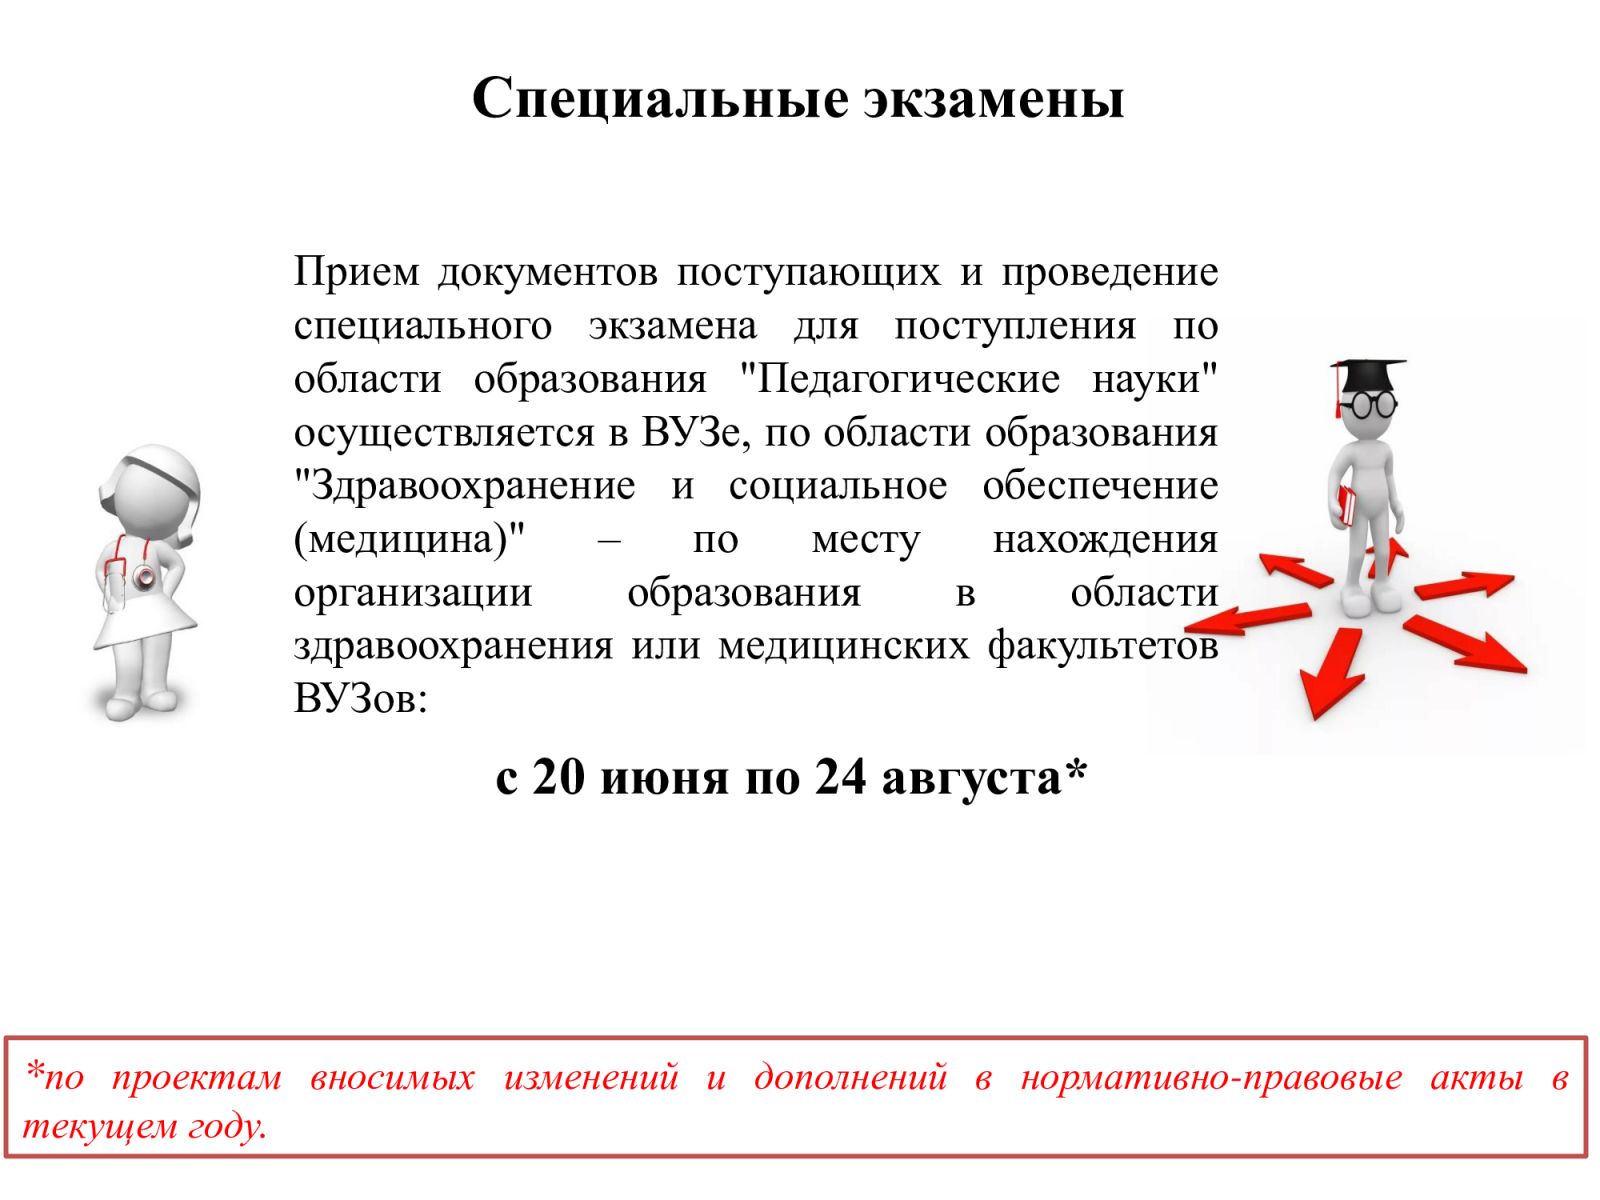 Специальные экзамены
Прием документов поступающих и проведение
специального экзамена для поступления по
области образования "Педагогические науки"
осуществляется в ВУЗе, по области образования
"Здравоохранение и социальное обеспечение
(медицина)" – по месту нахождения
организации образования в области
здравоохранения или медицинских факультетов
ВУЗов:
с 20 июня по 24 августа*
*по проектам вносимых изменений и дополнений в нормативно-правовые акты в
текущем году.